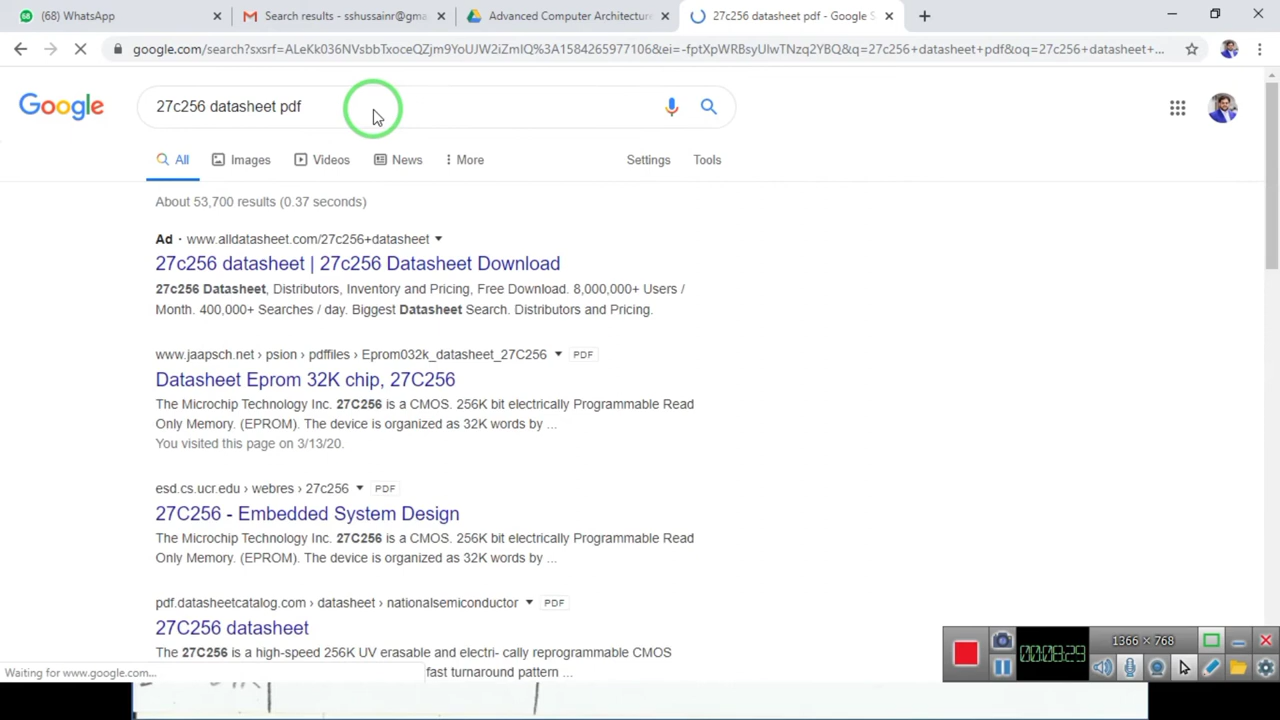 (68) WhatsApp
Search results - sshussainr@gma
Advanced Computer Architecture
27c256 datasheet pdf - Google S
google.com/search?sxsrf=ALeKk036NVsbbTxoceQZjm9YoUJW2iZmIQ%3A1584265977106&ei=-fptXpWRBsyUlwTNzq2YBQ&q=27c256+datasheet+pdf&oq=27c256+datasheet+...
Google
27c256 datasheet pdf
All
Images
Videos
News
More
Settings
Tools
About 53,700 results (0.37 seconds)
Ad · www.alldatasheet.com/27c256+datasheet
27c256 datasheet | 27c256 Datasheet Download
27c256 Datasheet, Distributors, Inventory and Pricing, Free Download. 8,000,000+ Users /
Month. 400,000+ Searches / day. Biggest Datasheet Search. Distributors and Pricing.
www.jaapsch.net › psion › pdffiles › Eprom032k_datasheet_27C256 PDF
Datasheet Eprom 32K chip, 27C256
The Microchip Technology Inc. 27C256 is a CMOS. 256K bit electrically Programmable Read
Only Memory. (EPROM). The device is organized as 32K words by ...
You visited this page on 3/13/20.
esd.cs.ucr.edu › webres › 27c256 PDF
27C256 - Embedded System Design
The Microchip Technology Inc. 27C256 is a CMOS. 256K bit electrically Programmable Read
Only Memory. (EPROM). The device is organized as 32K words by ...
pdf.datasheetcatalog.com › datasheet › nationalsemiconductor PDF
27C256 datasheet
The 27C256 is a high-speed 256K UV erasable and electri- cally reprogrammable CMOS
fast turnaround pattern ...
Waiting for www.google.com...
1366 × 768
00:08:29